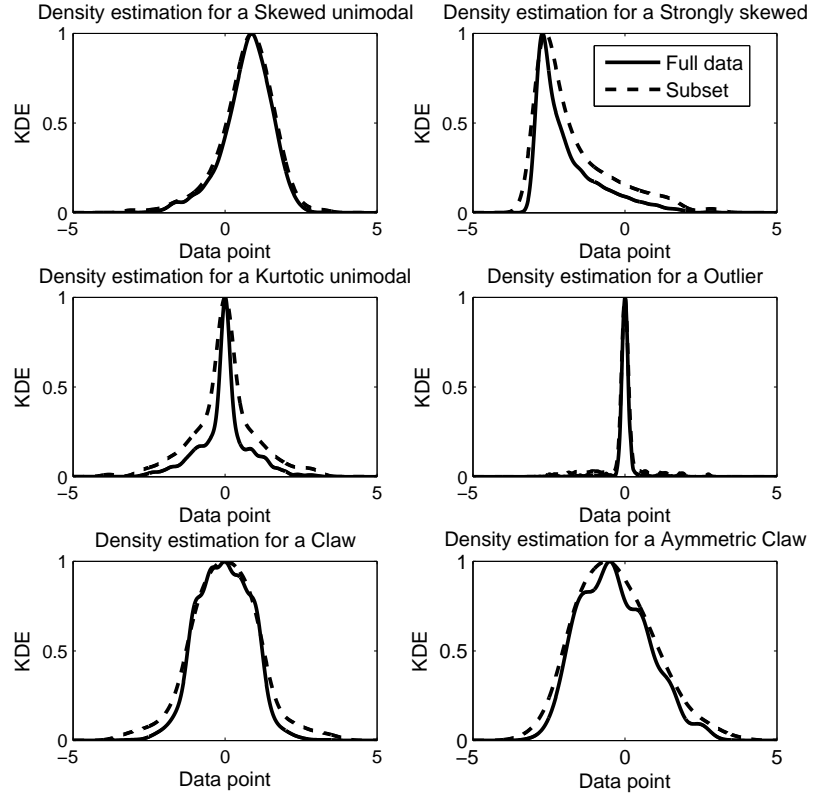 Density estimation for a Skewed unimodal
1
0.5
0
−5
0
5
KDE
Data point
Density estimation for a Strongly skewed
1
0.5
0
−5
0
5
KDE
Data point
Full data
Subset
Density estimation for a Kurtotic unimodal
1
0.5
0
−5
0
5
KDE
Data point
Density estimation for a Outlier
1
0.5
0
−5
0
5
KDE
Data point
Density estimation for a Claw
1
0.5
0
−5
0
5
KDE
Data point
Density estimation for a Aymmetric Claw
1
0.5
0
−5
0
5
KDE
Data point